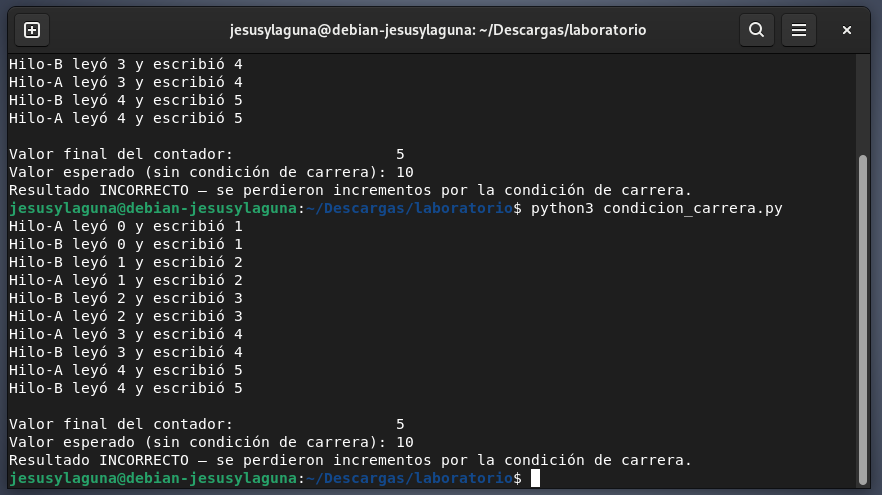 jesusylaguna@debian-jesusylaguna: ~/Descargas/laboratorio
Hilo-B leyó 3 y escribió 4
Hilo-A leyó 3 y escribió 4
Hilo-B leyó 4 y escribió 5
Hilo-A leyó 4 y escribió 5

Valor final del contador:                  5
Valor esperado (sin condición de carrera): 10
Resultado INCORRECTO — se perdieron incrementos por la condición de carrera.
jesusylaguna@debian-jesusylaguna:~/Descargas/laboratorio$ python3 condicion_carrera.py
Hilo-A leyó 0 y escribió 1
Hilo-B leyó 0 y escribió 1
Hilo-B leyó 1 y escribió 2
Hilo-A leyó 1 y escribió 2
Hilo-B leyó 2 y escribió 3
Hilo-A leyó 2 y escribió 3
Hilo-A leyó 3 y escribió 4
Hilo-B leyó 3 y escribió 4
Hilo-A leyó 4 y escribió 5
Hilo-B leyó 4 y escribió 5

Valor final del contador:                  5
Valor esperado (sin condición de carrera): 10
Resultado INCORRECTO — se perdieron incrementos por la condición de carrera.
jesusylaguna@debian-jesusylaguna:~/Descargas/laboratorio$